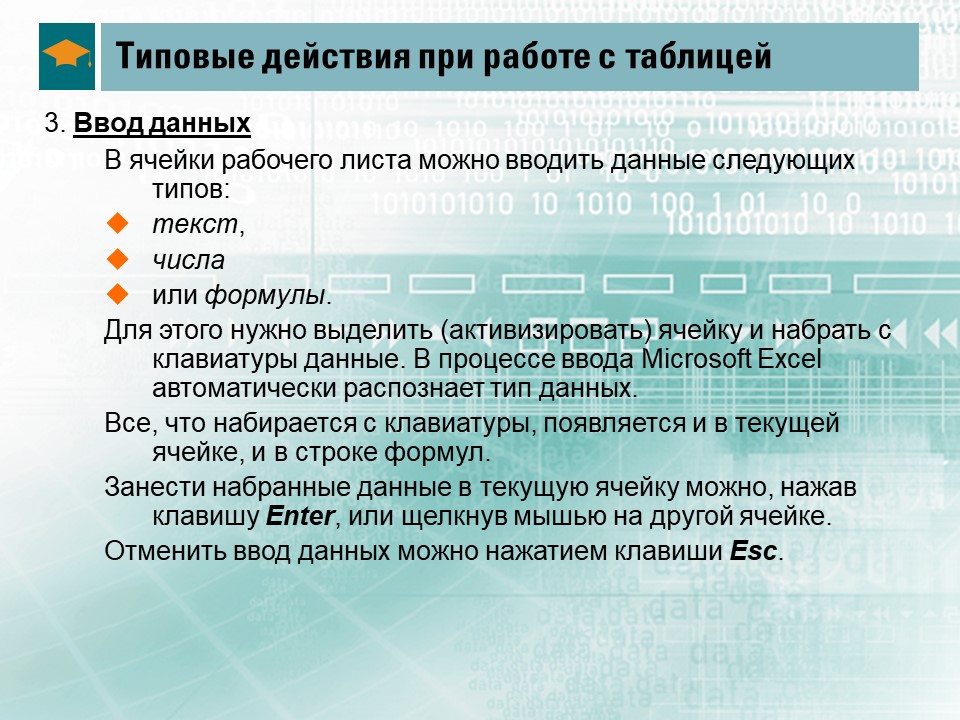 Типовые действия при работе с таблицей
3. Ввод данных
В ячейки рабочего листа можно вводить данные следующих
типов:
текст,
числа
или формулы.
Для этого нужно выделить (активизировать) ячейку и набрать с
клавиатуры данные. В процессе ввода Microsoft Excel
автоматически распознает тип данных.
Все, что набирается с клавиатуры, появляется и в текущей
ячейке, и в строке формул.
Занести набранные данные в текущую ячейку можно, нажав
клавишу Enter, или щелкнув мышью на другой ячейке.
Отменить ввод данных можно нажатием клавиши Esc.